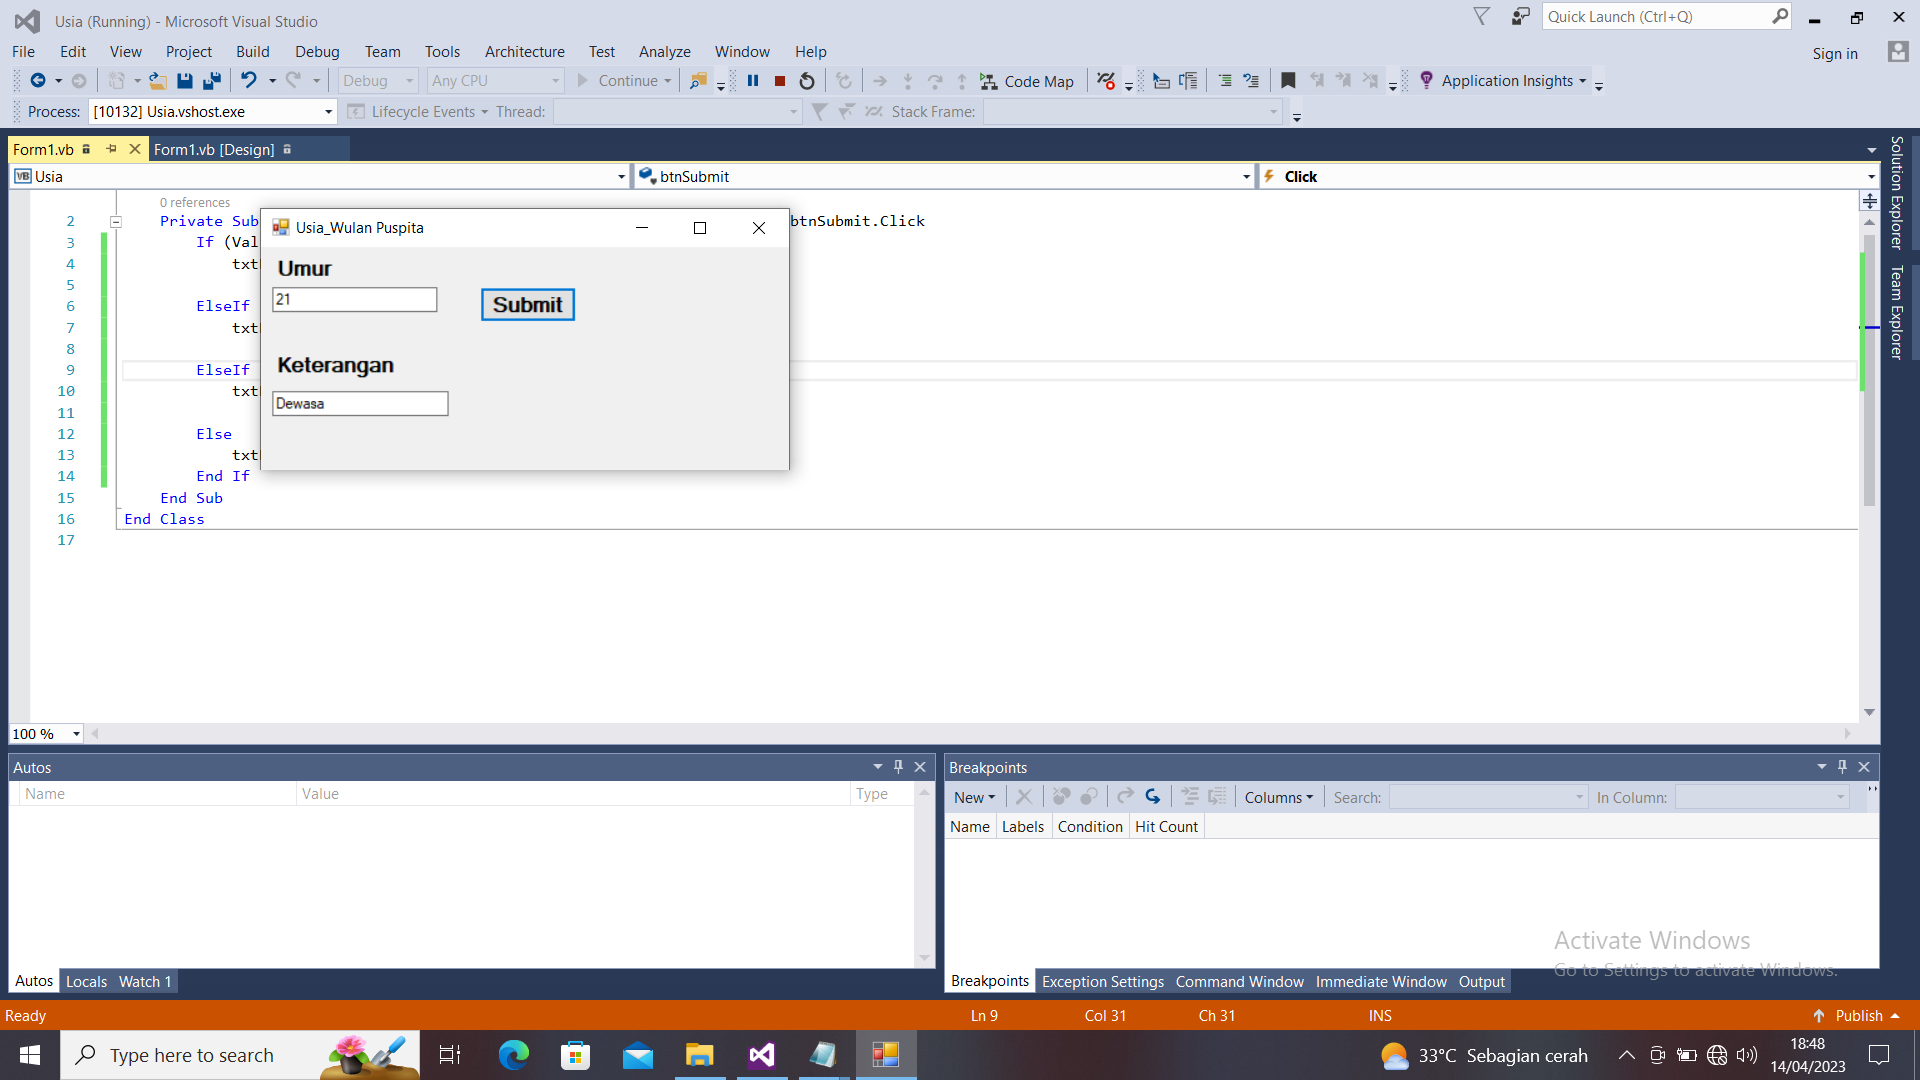 Usia (Running) - Microsoft Visual Studio
Quick Launch (Ctrl+Q)
File Edit View Project Build Debug Team Tools Architecture Test Analyze Window Help
Sign in
Debug Any CPU Continue Code Map Application Insights
Process: [10132] Usia.vshost.exe Lifecycle Events Thread: Stack Frame:
Form1.vb Form1.vb [Design]
Solution Explorer
Team Explorer
VB Usia btnSubmit Click
0 references
2 Private Sub btnSubmit.Click
3 If (Val
4 txt
5
6 ElseIf
7 txt
8
9 ElseIf
10 txt
11
12 Else
13 txt
14 End If
15 End Sub
16 End Class
17
Usia_Wulan Puspita
Umur
21
Submit
Keterangan
Dewasa
100 %
Autos
Name Value Type
Autos Locals Watch 1
Breakpoints
New Columns Search: In Column:
Name Labels Condition Hit Count
Activate Windows
Go to Settings to activate Windows.
Breakpoints Exception Settings Command Window Immediate Window Output
Ready Ln 9 Col 31 Ch 31 INS Publish
Type here to search
33°C Sebagian cerah
18:48
14/04/2023